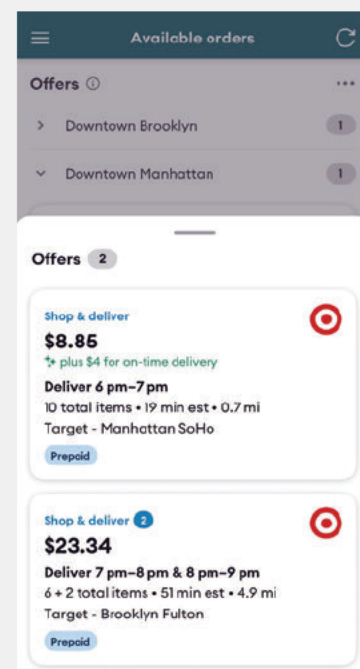 Available orders
Offers ⓘ
Downtown Brooklyn 1
Downtown Manhattan 1
Offers 2
Shop & deliver
$8.85
plus $4 for on-time delivery
Deliver 6 pm–7 pm
10 total items • 19 min est • 0.7 mi
Target - Manhattan SoHo
Prepaid
Shop & deliver 2
$23.34
Deliver 7 pm–8 pm & 8 pm–9 pm
6 + 2 total items • 51 min est • 4.9 mi
Target - Brooklyn Fulton
Prepaid